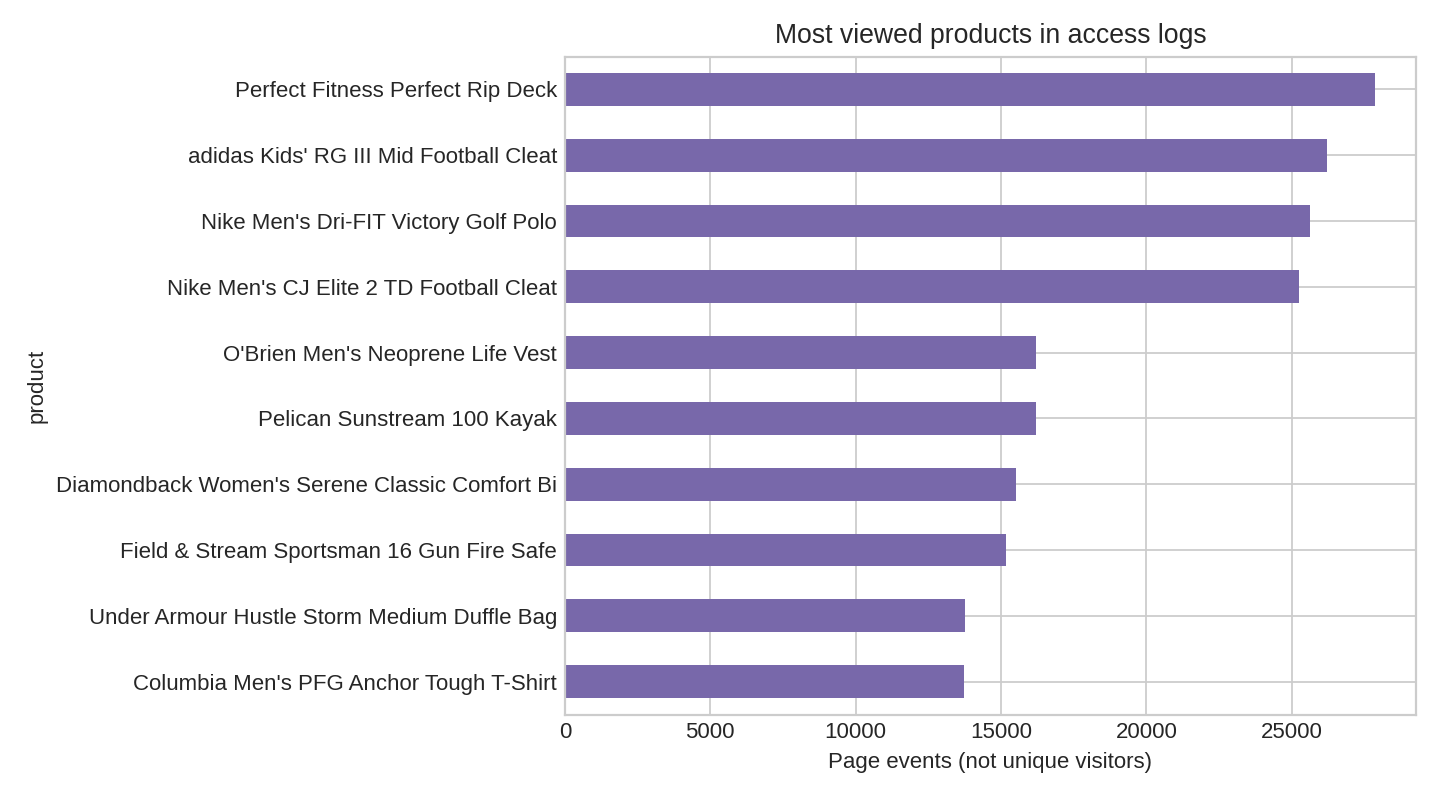 Most viewed products in access logs
product
Perfect Fitness Perfect Rip Deck
adidas Kids' RG III Mid Football Cleat
Nike Men's Dri-FIT Victory Golf Polo
Nike Men's CJ Elite 2 TD Football Cleat
O'Brien Men's Neoprene Life Vest
Pelican Sunstream 100 Kayak
Diamondback Women's Serene Classic Comfort Bi
Field & Stream Sportsman 16 Gun Fire Safe
Under Armour Hustle Storm Medium Duffle Bag
Columbia Men's PFG Anchor Tough T-Shirt
0 5000 10000 15000 20000 25000
Page events (not unique visitors)